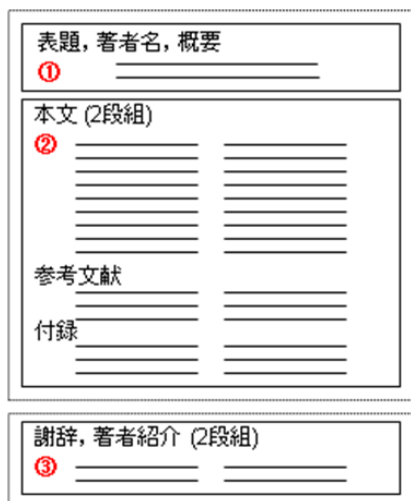 表題, 著者名, 概要
①
本文 (2段組)
②
参考文献
付録
謝辞, 著者紹介 (2段組)
③